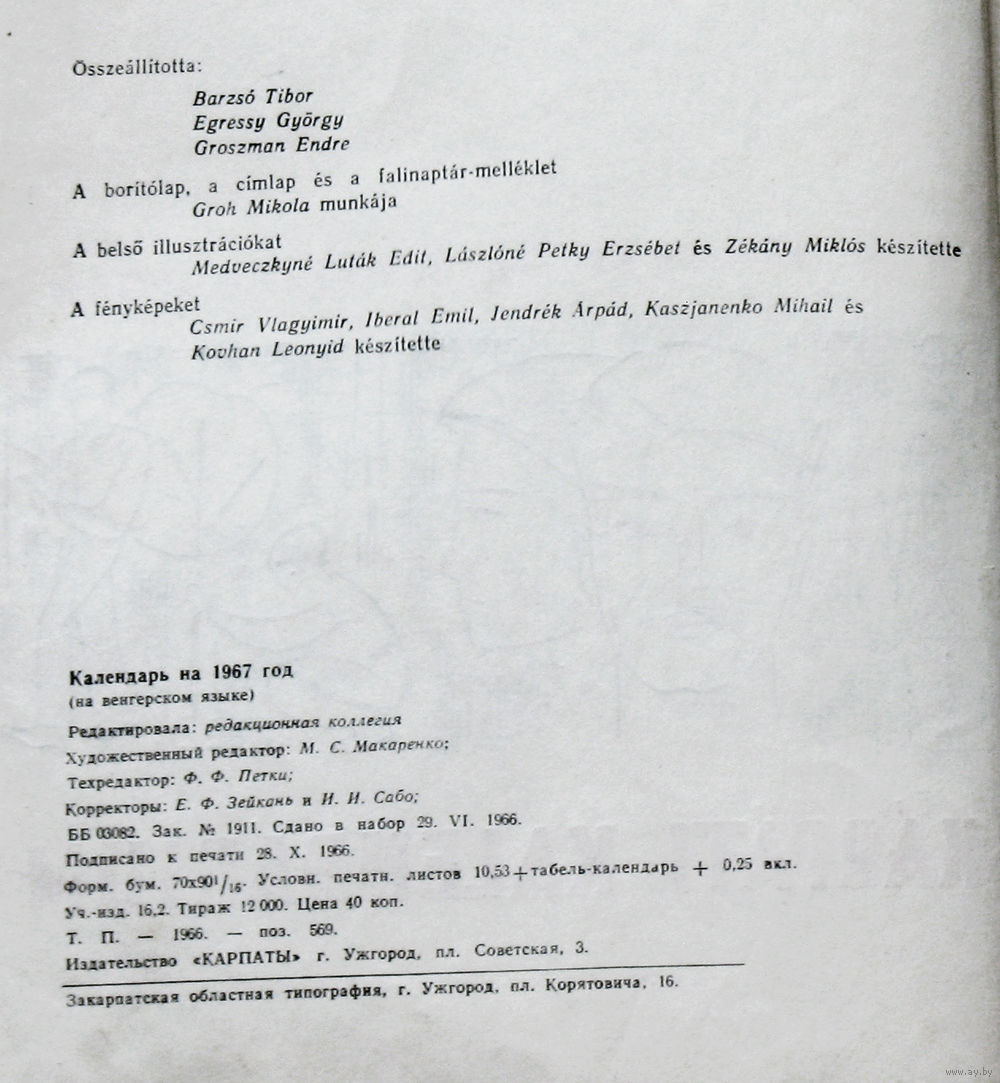 Összeállította:
Barzsó Tibor
Egressy György
Groszman Endre
A borítólap, a címlap és a falinaptár-melléklet
Groh Mikola munkája
A belső illusztrációkat
Medveczkyné Luták Edit, Lászlóné Petky Erzsébet és Zékány Miklós készítette
A fényképeket
Csmir Vlagyimir, Iberal Emil, Jendrék Árpád, Kaszjanenko Mihail és
Kovhan Leonyid készítette
Календарь на 1967 год
(на венгерском языке)
Редактировала: редакционная коллегия
Художественный редактор: М. С. Макаренко;
Техредактор: Ф. Ф. Петки;
Корректоры: Е. Ф. Зейкань и И. И. Сабо;
ББ 03082. Зак. № 1911. Сдано в набор 29. VI. 1966.
Подписано к печати 28. X. 1966.
Форм. бум. 70x90¹/₁₆. Условн. печатн. листов 10,53+табель-календарь + 0,25 вкл.
Уч.-изд. 16,2. Тираж 12 000. Цена 40 коп.
Т. П. — 1966. — поз. 569.
Издательство «КАРПАТЫ» г. Ужгород, пл. Советская, 3.
Закарпатская областная типография, г. Ужгород, пл. Корятовича, 16.
www.ay.by